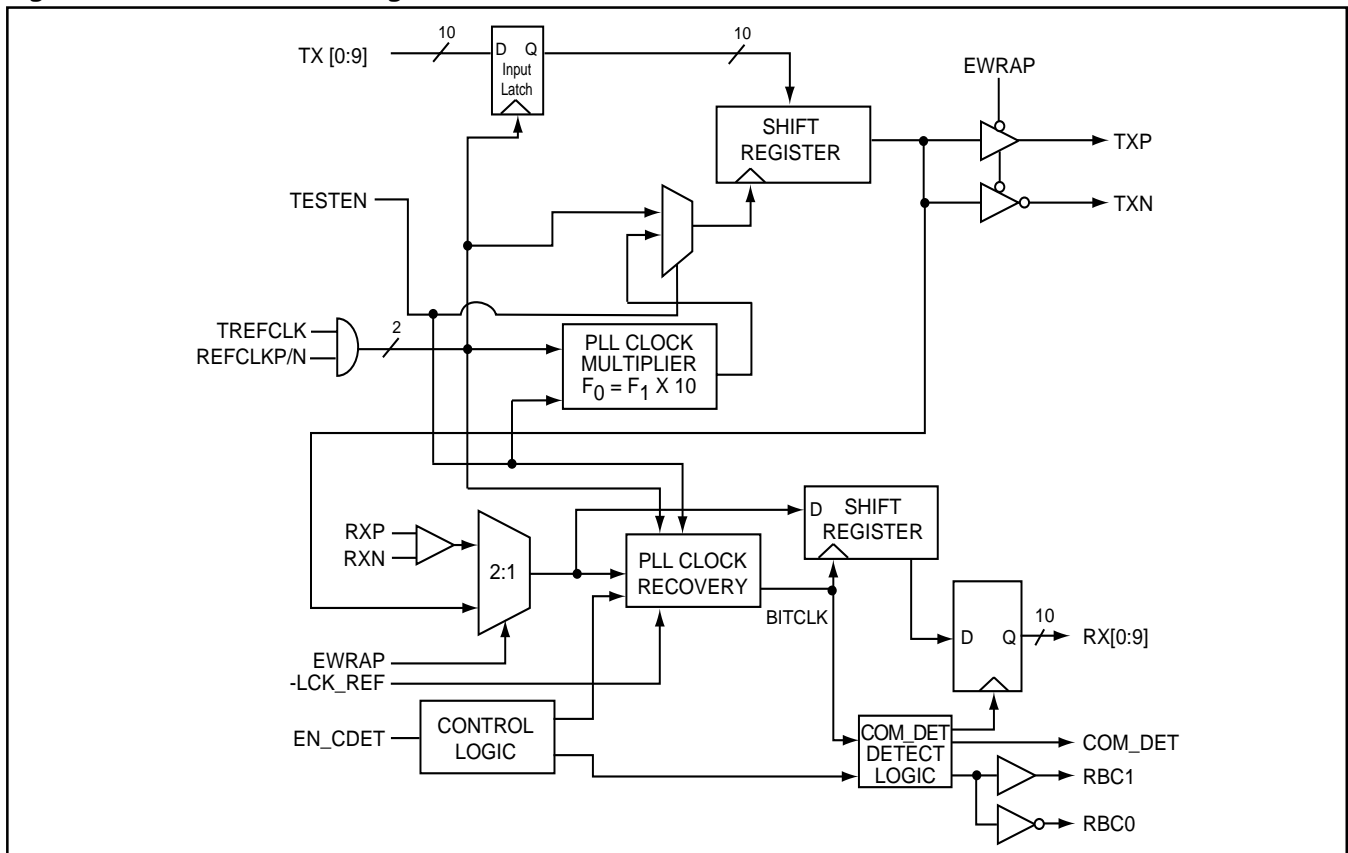 10
10
TX [0:9]
D Q
Input
Latch
EWRAP
SHIFT
REGISTER
TXP
TESTEN
TXN
TREFCLK
REFCLKP/N
2
PLL CLOCK
MULTIPLIER
F0 = F1 X 10
RXP
RXN
2:1
PLL CLOCK
RECOVERY
D SHIFT
REGISTER
BITCLK
D Q
10
RX[0:9]
EWRAP
-LCK_REF
EN_CDET
CONTROL
LOGIC
COM_DET
DETECT
LOGIC
COM_DET
RBC1
RBC0